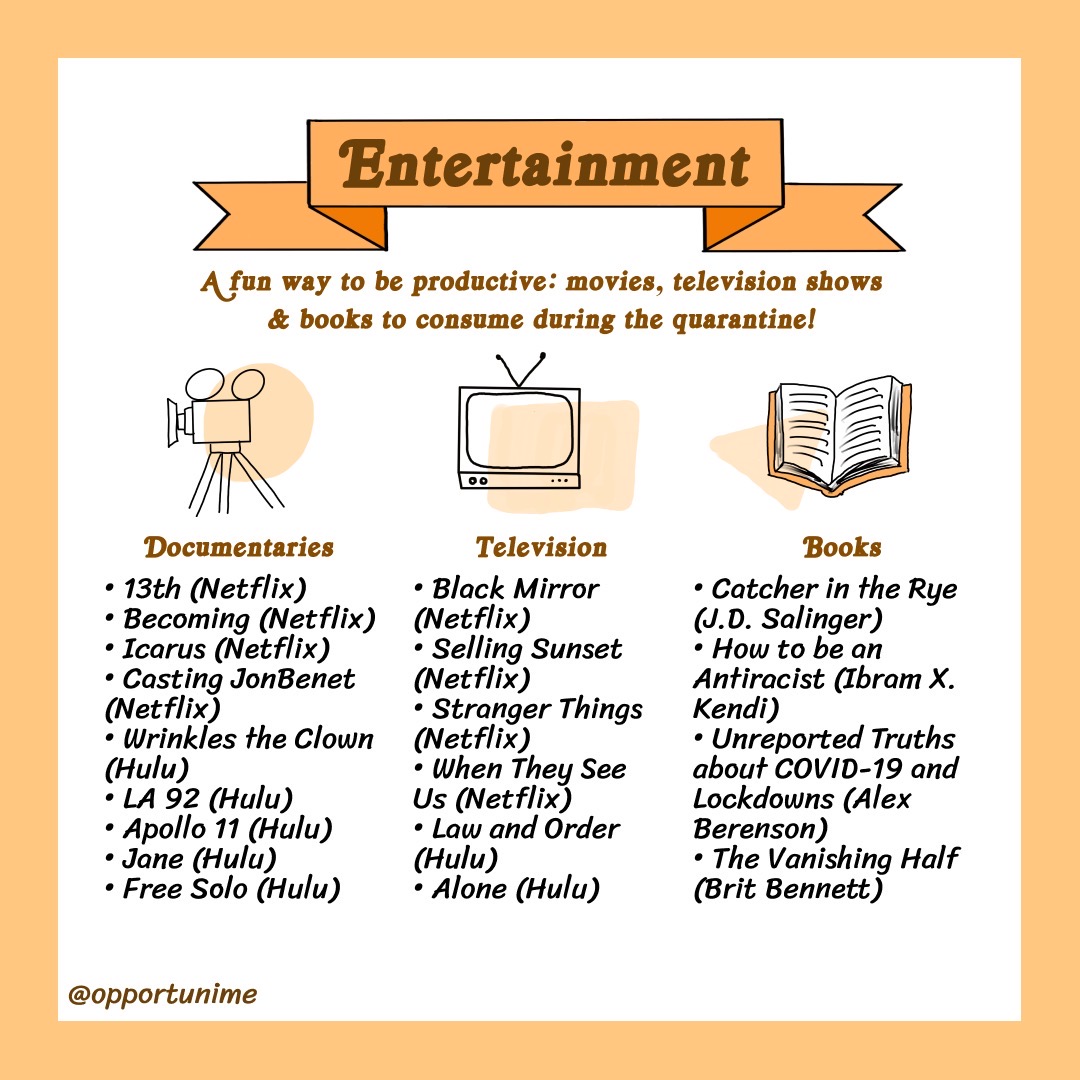 Entertainment
A fun way to be productive: movies, television shows
& books to consume during the quarantine!
Documentaries
• 13th (Netflix)
• Becoming (Netflix)
• Icarus (Netflix)
• Casting JonBenet
(Netflix)
• Wrinkles the Clown
(Hulu)
• LA 92 (Hulu)
• Apollo 11 (Hulu)
• Jane (Hulu)
• Free Solo (Hulu)
Television
• Black Mirror
(Netflix)
• Selling Sunset
(Netflix)
• Stranger Things
(Netflix)
• When They See
Us (Netflix)
• Law and Order
(Hulu)
• Alone (Hulu)
Books
• Catcher in the Rye
(J.D. Salinger)
• How to be an
Antiracist (Ibram X.
Kendi)
• Unreported Truths
about COVID-19 and
Lockdowns (Alex
Berenson)
• The Vanishing Half
(Brit Bennett)
@opportunime